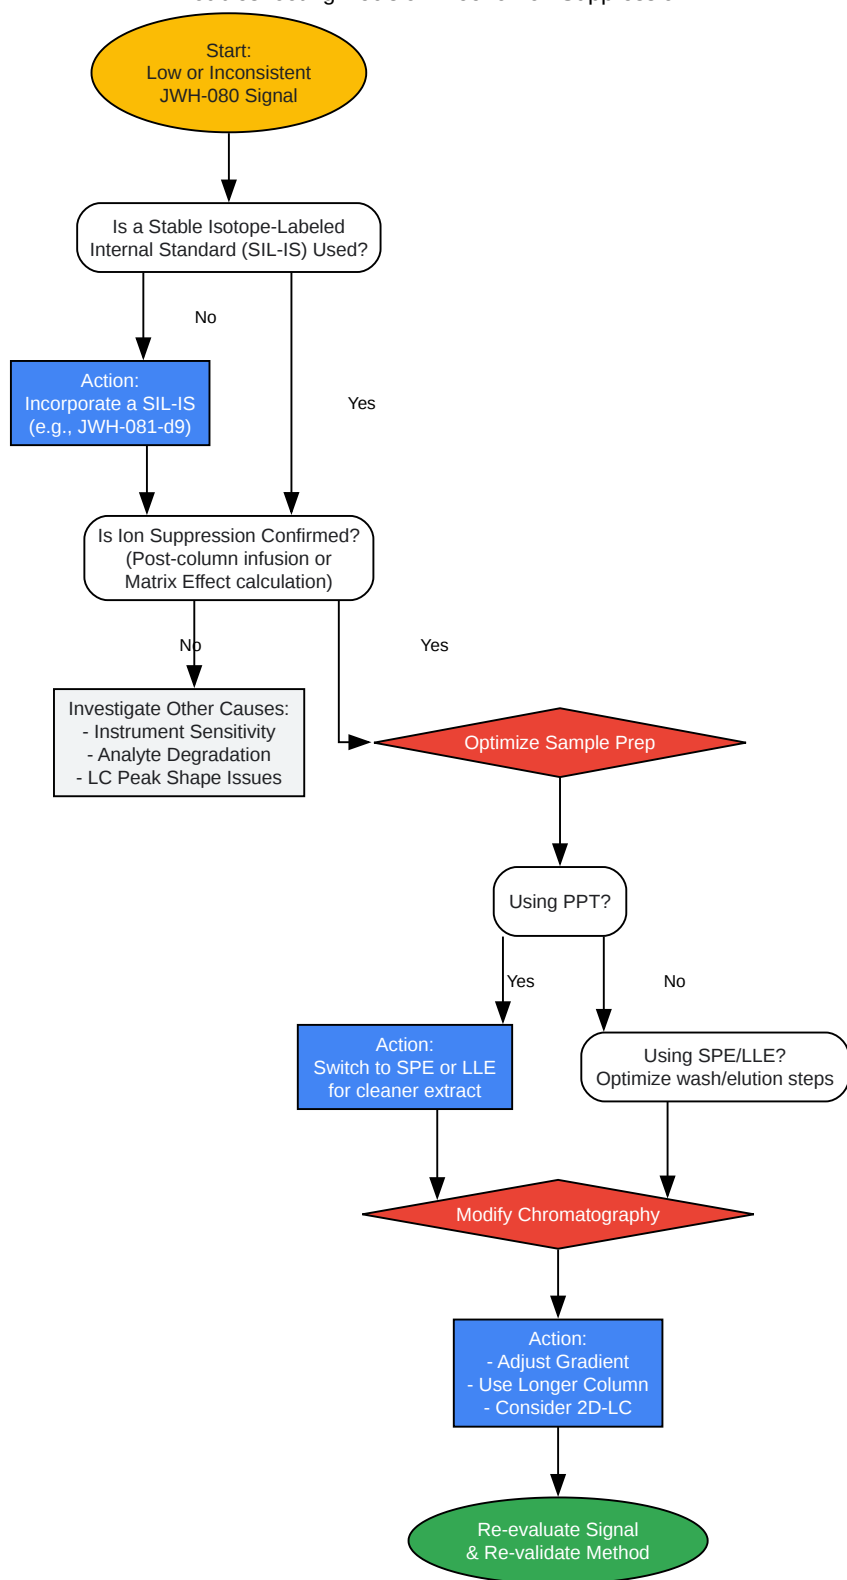 Start:
Low or Inconsistent
JWH-080 Signal
Is a Stable Isotope-Labeled
Internal Standard (SIL-IS) Used?
No
Yes
Action:
Incorporate a SIL-IS
(e.g., JWH-081-d9)
Is Ion Suppression Confirmed?
(Post-column infusion or
Matrix Effect calculation)
No
Yes
Investigate Other Causes:
- Instrument Sensitivity
- Analyte Degradation
- LC Peak Shape Issues
Optimize Sample Prep
Using PPT?
Yes
No
Action:
Switch to SPE or LLE
for cleaner extract
Using SPE/LLE?
Optimize wash/elution steps
Modify Chromatography
Action:
- Adjust Gradient
- Use Longer Column
- Consider 2D-LC
Re-evaluate Signal
& Re-validate Method